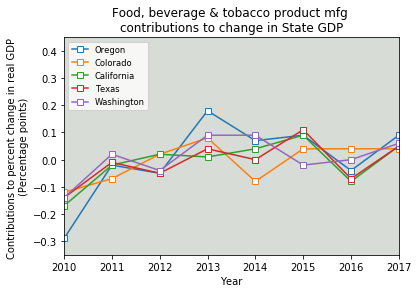 Food, beverage & tobacco product mfg
contributions to change in State GDP
Contributions to percent change in real GDP
(Percentage points)
0.4
0.3
0.2
0.1
0.0
−0.1
−0.2
−0.3
Oregon
Colorado
California
Texas
Washington
2010 2011 2012 2013 2014 2015 2016 2017
Year